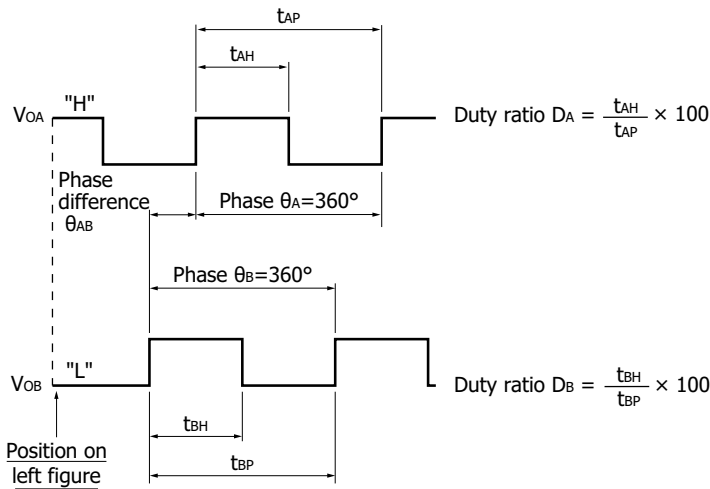 tAP
tAH
VOA
"H"
Duty ratio DA = tAH / tAP × 100
Phase
difference
θAB
Phase θA=360°
Phase θB=360°
VOB
"L"
Duty ratio DB = tBH / tBP × 100
tBH
tBP
Position on
left figure